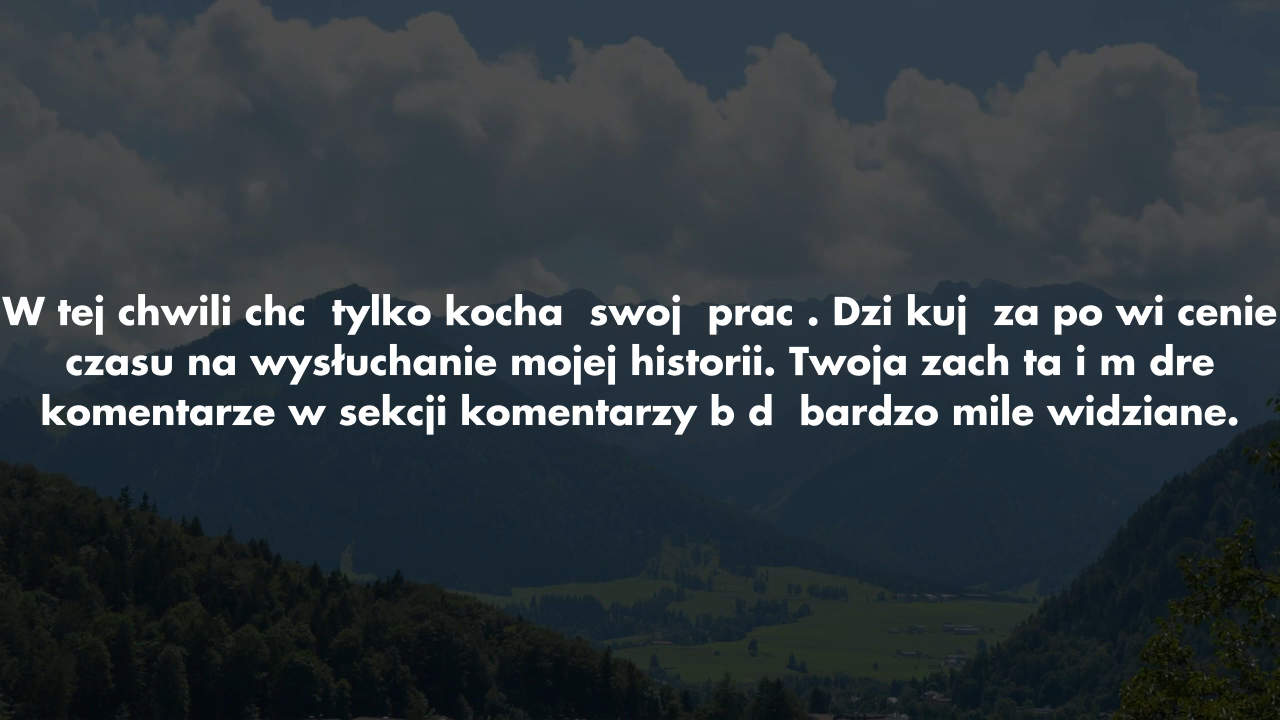 W tej chwili chc  tylko kocha  swoj  prac . Dzi kuj  za po wi cenie
czasu na wysłuchanie mojej historii. Twoja zach ta i m dre
komentarze w sekcji komentarzy b d  bardzo mile widziane.